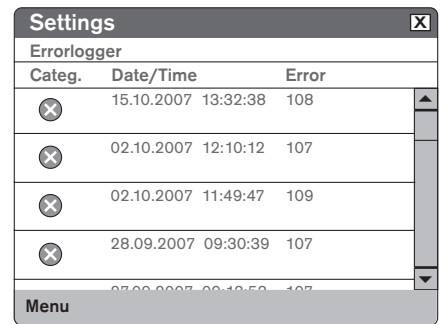 Settings X
Errorlogger
Categ. Date/Time Error
15.10.2007 13:32:38 108
02.10.2007 12:10:12 107
02.10.2007 11:49:47 109
28.09.2007 09:30:39 107
Menu